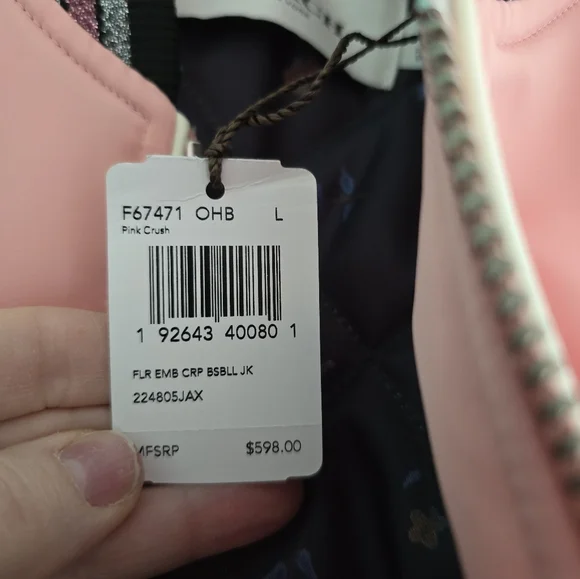 F67471 OHB L
Pink Crush
1 92643 40080 1
FLR EMB CRP BSBLL JK
224805JAX
MFSRP $598.00